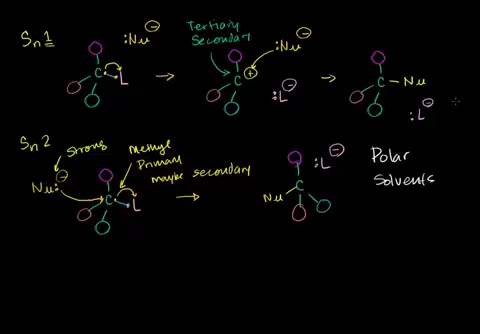 Sn1
:Nu
C
L
Tertiary
Secondary
C
+
:Nu
:L
C
Nu
:L
Sn2
strong
Nu:
Methyl
Primary
maybe secondary
C
L
Nu
C
:L
Polar
Solvents